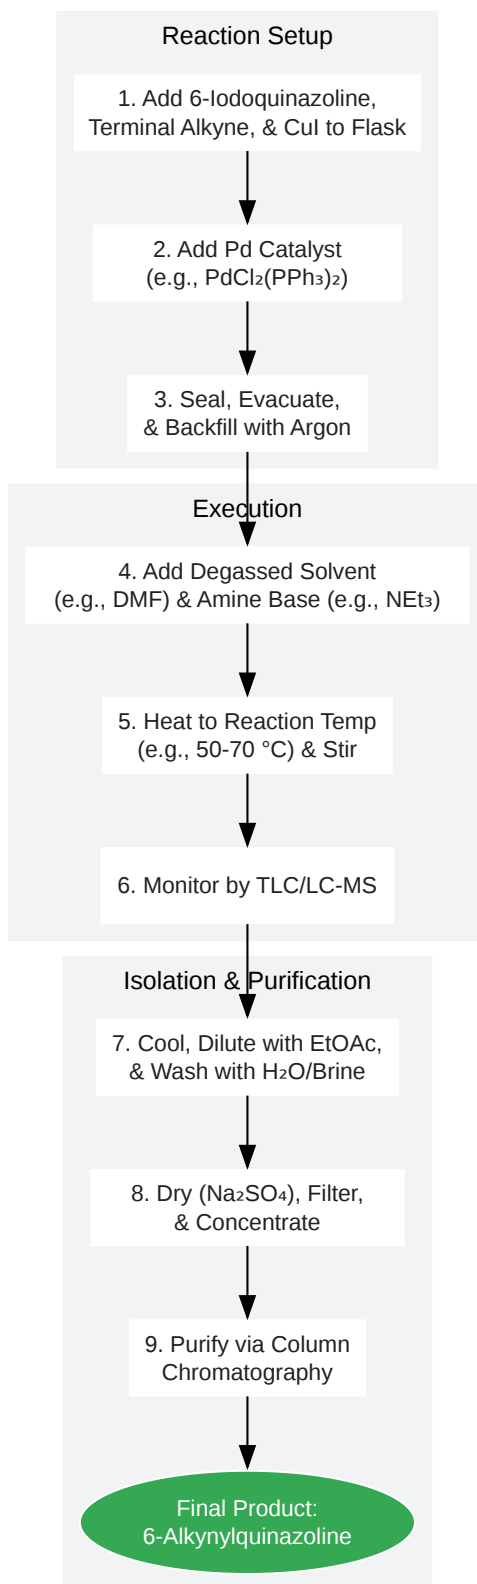 Reaction Setup
1. Add 6-Iodoquinazoline,
Terminal Alkyne, & CuI to Flask
2. Add Pd Catalyst
(e.g., PdCl₂(PPh₃)₂)
3. Seal, Evacuate,
& Backfill with Argon
Execution
4. Add Degassed Solvent
(e.g., DMF) & Amine Base (e.g., NEt₃)
5. Heat to Reaction Temp
(e.g., 50-70 °C) & Stir
6. Monitor by TLC/LC-MS
Isolation & Purification
7. Cool, Dilute with EtOAc,
& Wash with H₂O/Brine
8. Dry (Na₂SO₄), Filter,
& Concentrate
9. Purify via Column
Chromatography
Final Product:
6-Alkynylquinazoline